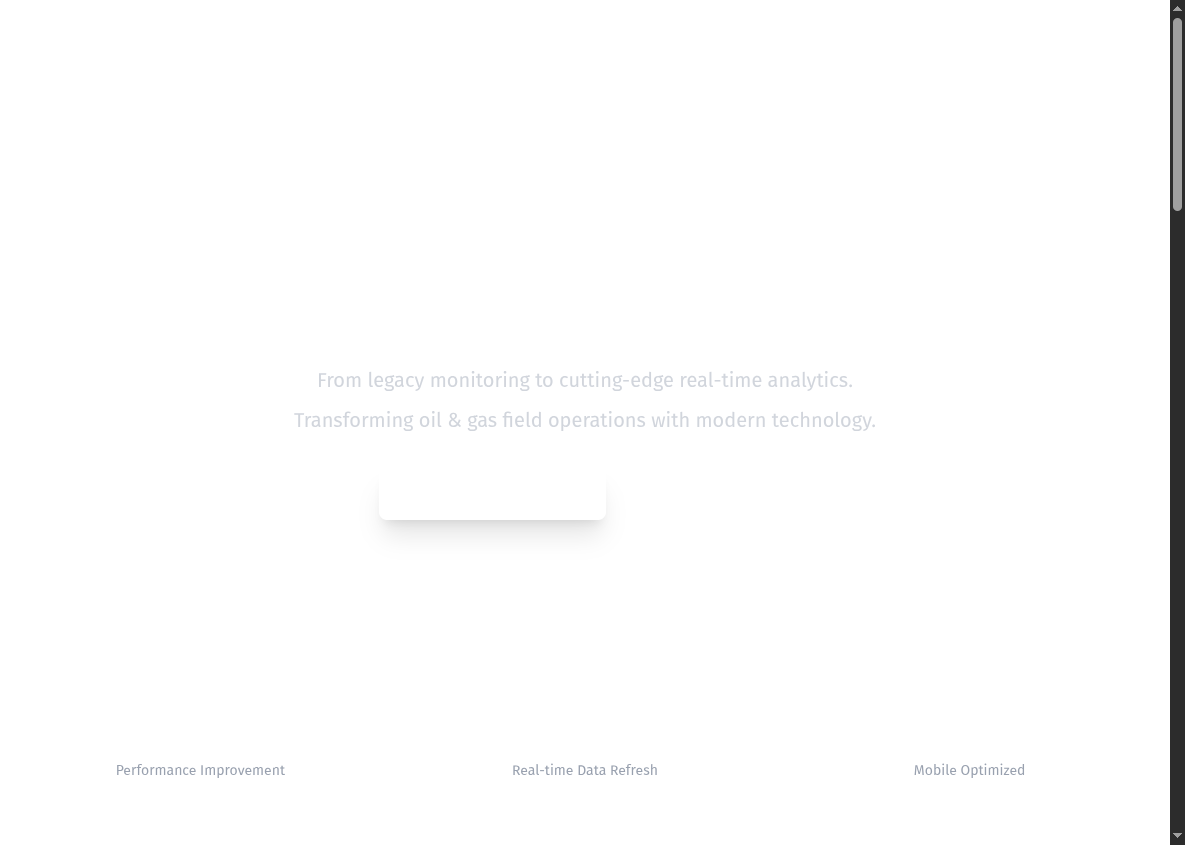 From legacy monitoring to cutting-edge real-time analytics.
Transforming oil & gas field operations with modern technology.
Performance Improvement
Real-time Data Refresh
Mobile Optimized